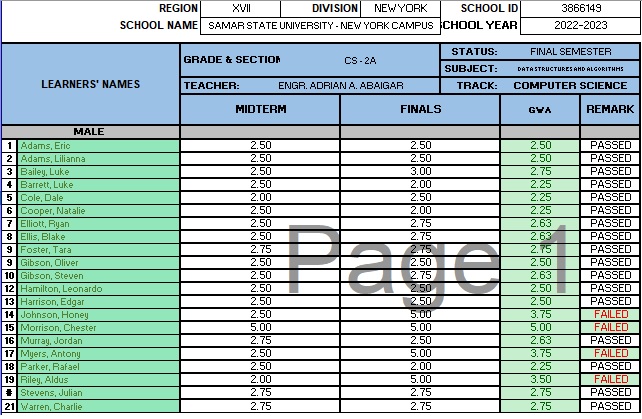 REGION XVII DIVISION NEW YORK SCHOOL ID 3866149
SCHOOL NAME SAMAR STATE UNIVERSITY - NEW YORK CAMPUS SCHOOL YEAR 2022-2023
LEARNERS' NAMES GRADE & SECTION CS - 2A STATUS: FINAL SEMESTER
SUBJECT: DATA STRUCTURES AND ALGORITHMS
TEACHER: ENGR. ADRIAN A. ABAIGAR TRACK: COMPUTER SCIENCE
MIDTERM FINALS GWA REMARK
MALE
1 Adams, Eric 2.50 2.50 2.50 PASSED
2 Adams, Lilianna 2.50 2.50 2.50 PASSED
3 Bailey, Luke 2.50 3.00 2.75 PASSED
4 Barrett, Luke 2.50 2.00 2.25 PASSED
5 Cole, Dale 2.00 2.50 2.25 PASSED
6 Cooper, Natalie 2.50 2.00 2.25 PASSED
7 Elliott, Ryan 2.50 2.75 2.63 PASSED
8 Ellis, Blake 2.50 2.75 2.63 PASSED
9 Foster, Tara 2.75 2.75 2.75 PASSED
9 Gibson, Oliver 2.50 2.50 2.50 PASSED
10 Gibson, Steven 2.50 2.75 2.63 PASSED
12 Hamilton, Leonardo 2.50 2.50 2.50 PASSED
13 Harrison, Edgar 2.50 2.50 2.50 PASSED
14 Johnson, Honey 2.50 5.00 3.75 FAILED
15 Morrison, Chester 5.00 5.00 5.00 FAILED
16 Murray, Jordan 2.50 2.75 2.63 PASSED
17 Myers, Antony 2.50 5.00 3.75 FAILED
18 Parker, Rafael 2.00 2.50 2.25 PASSED
19 Riley, Aldus 2.00 5.00 3.50 FAILED
# Stevens, Julian 2.75 2.75 2.75 PASSED
21 Warren, Charlie 2.75 2.75 2.75 PASSED
Page 1